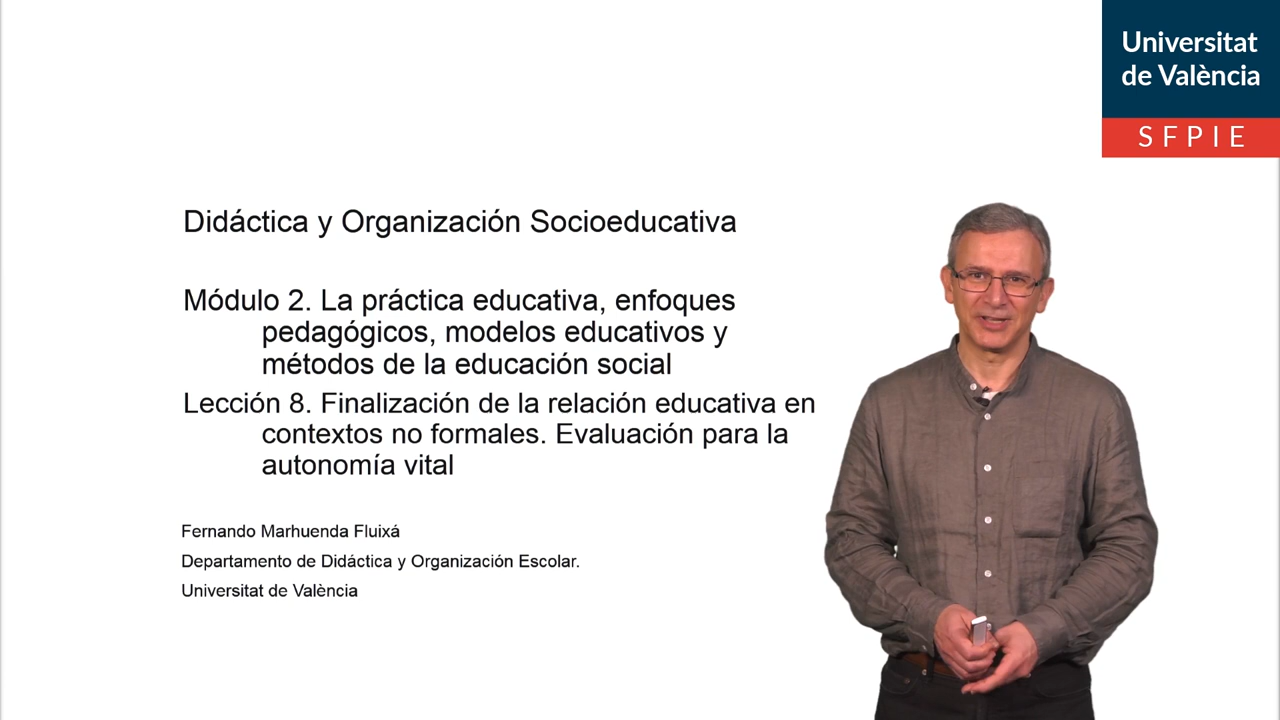 Universitat
de València
SFPIE
Didáctica y Organización Socioeducativa
Módulo 2. La práctica educativa, enfoques
pedagógicos, modelos educativos y
métodos de la educación social
Lección 8. Finalización de la relación educativa en
contextos no formales. Evaluación para la
autonomía vital
Fernando Marhuenda Fluixá
Departamento de Didáctica y Organización Escolar.
Universitat de València